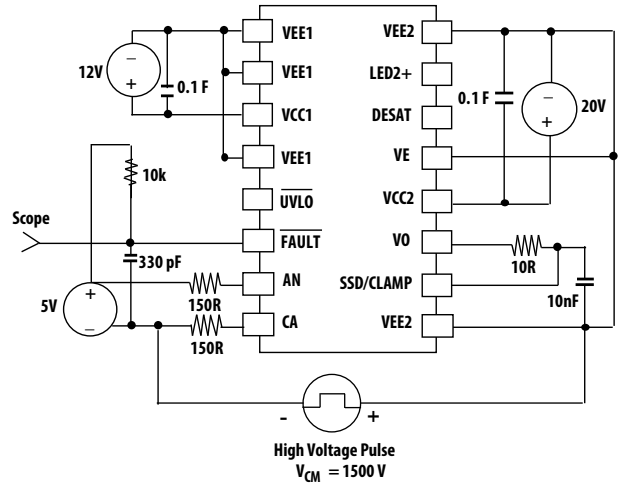 VEE1
VEE1
VCC1
VEE1
UVLO
FAULT
AN
CA
VEE2
LED2+
DESAT
VE
VCC2
VO
SSD/CLAMP
VEE2
12V
−
+
0.1 F
10k
Scope
330 pF
5V
+
−
150R
150R
0.1 F
−
+
20V
10R
10nF
-
+
High Voltage Pulse
VCM = 1500 V